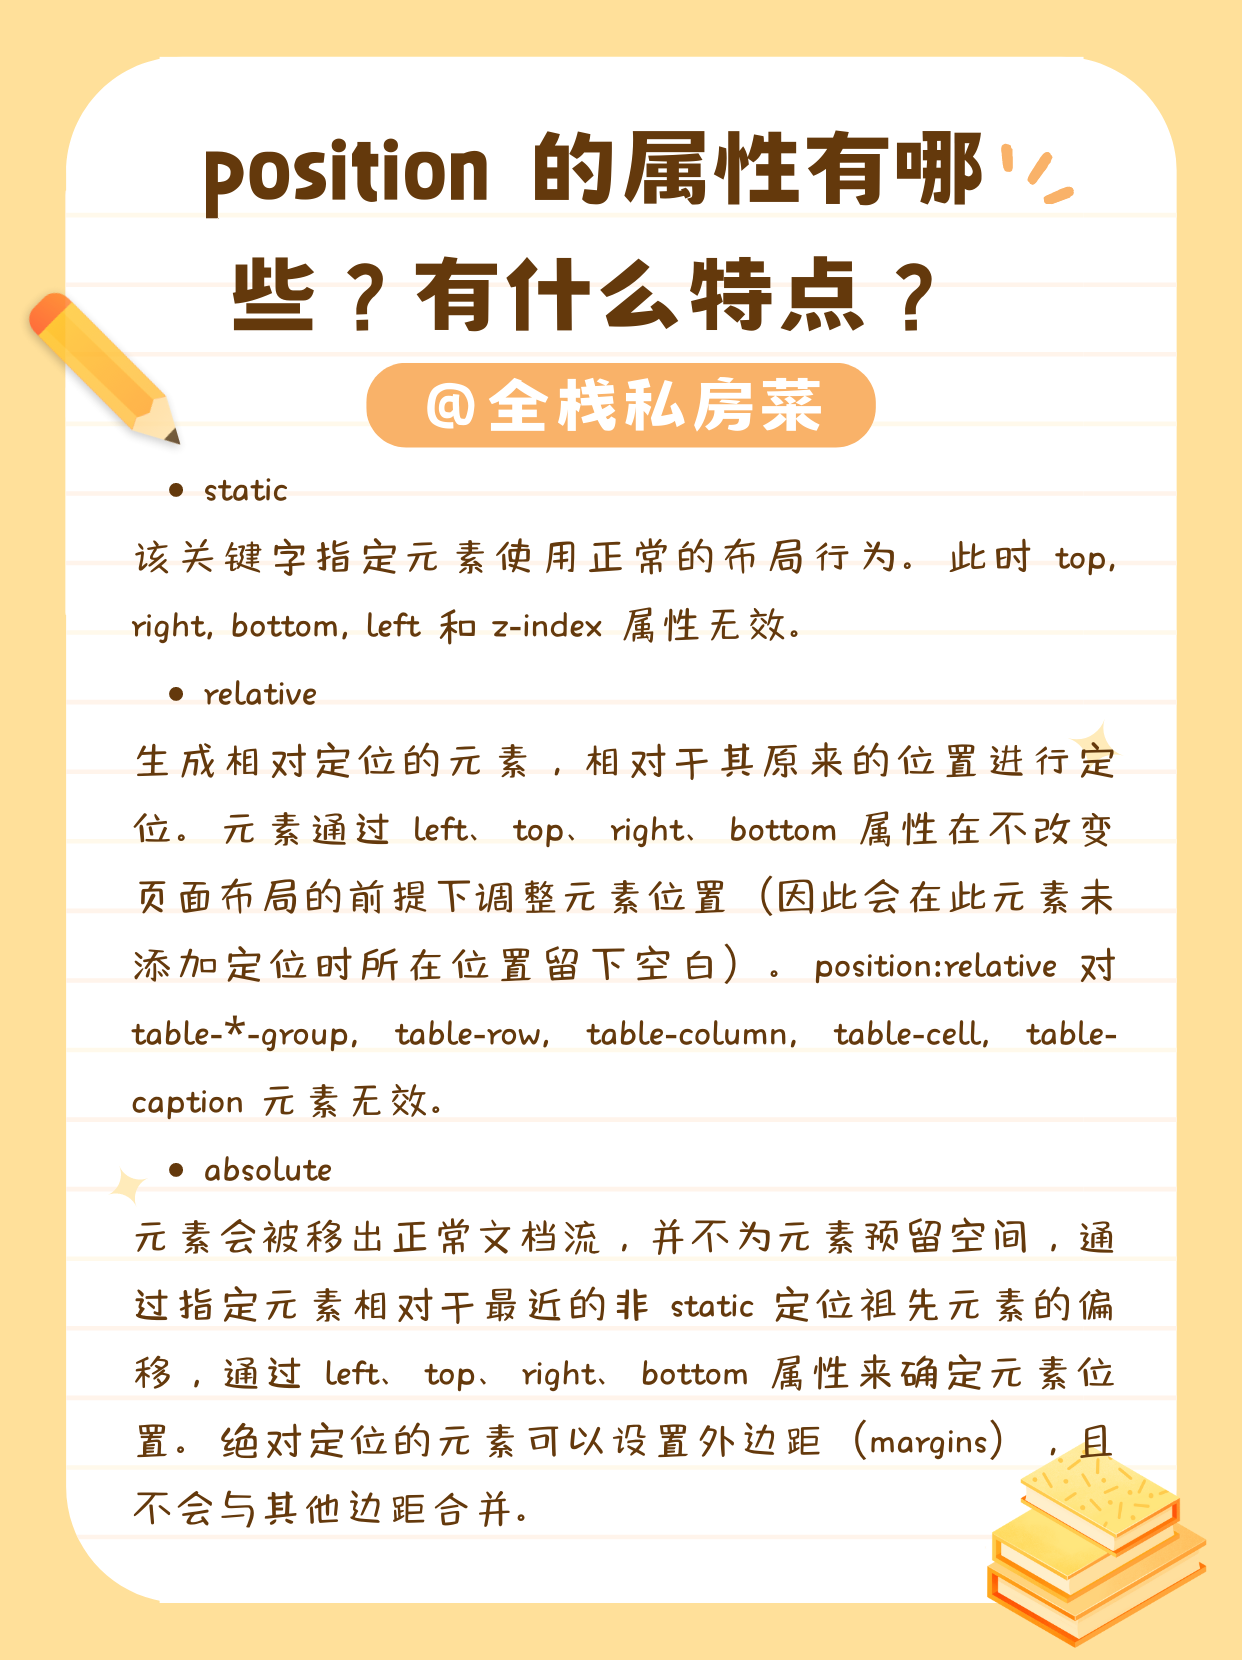 position 的属性有哪
些？有什么特点？
@全栈私房菜
• static
该关键字指定元素使用正常的布局行为。此时 top,
right, bottom, left 和 z-index 属性无效。
• relative
生成相对定位的元素，相对于其原来的位置进行定
位。元素通过 left、 top、 right、 bottom 属性在不改变
页面布局的前提下调整元素位置（因此会在此元素未
添加定位时所在位置留下空白）。position:relative 对
table-*-group, table-row, table-column, table-cell, table-
caption 元素无效。
• absolute
元素会被移出正常文档流，并不为元素预留空间，通
过指定元素相对于最近的非 static 定位祖先元素的偏
移，通过 left、 top、 right、 bottom 属性来确定元素位
置。绝对定位的元素可以设置外边距（margins），且
不会与其他边距合并。